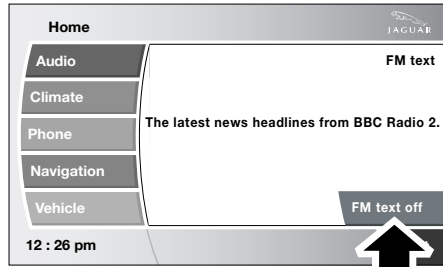 Home
JAGUAR
Audio
FM text
Climate
Phone
The latest news headlines from BBC Radio 2.
Navigation
Vehicle
FM text off
12 : 26 pm